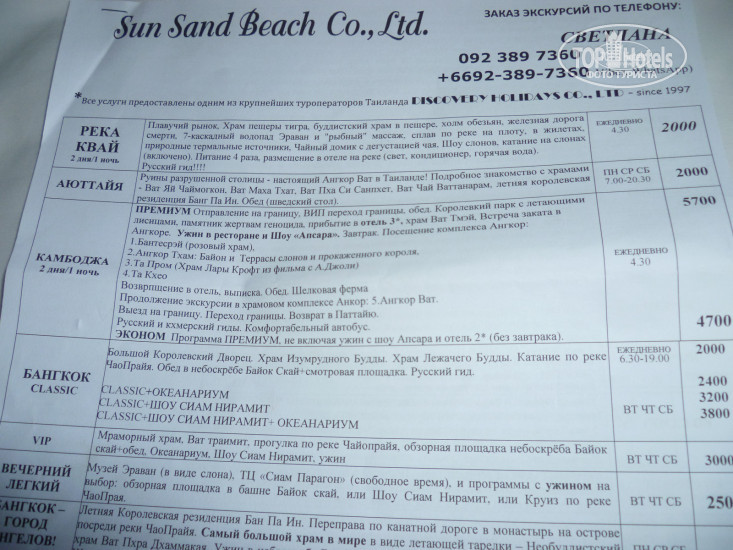 Sun Sand Beach Co., Ltd.
ЗАКАЗ ЭКСКУРСИЙ ПО ТЕЛЕФОНУ:
СВЕТЛАНА
092 389 7360
+6692-389-7360
TOP Hotels
ФОТО ТУРИСТА
*Все услуги предоставлены одним из крупнейших туроператоров Таиланда DISCOVERY HOLIDAYS CO., LTD – since 1997
РЕКА КВАЙ
2 дня/1 ночь
Плавучий рынок, Храм пещеры тигра, буддистский храм в пещере, холм обезьян, железная дорога
смерти, 7-каскадный водопад Эраван и "рыбный" массаж, сплав по реке на плоту, в жилетах,
природные термальные источники, Чайный домик с дегустацией чая. Шоу слонов, катание на слонах
(включено). Питание 4 раза, размещение в отеле на реке (свет, кондиционер, горячая вода).
Русский гид!!!!
ЕЖЕДНЕВНО
4.30
2000
АЮТТАЙЯ
Руины разрушенной столицы - настоящий Ангкор Ват в Таиланде! Подробное знакомство с храмами
- Ват Яй Чаймогкон, Ват Маха Тхат, Ват Пха Си Санпхет, Ват Чай Ваттанарам, летняя королевская
резиденция Банг Па Ин. Обед (шведский стол).
ПН СР СБ
7.00-20.30
2000
КАМБОДЖА
2 дня/1 ночь
ПРЕМИУМ Отправление на границу, ВИП переход границы, обед. Королевский парк с летающими
лисицами, памятник жертвам геноцида, прибытие в отель 3*, храм Ват Тмэй, Встреча заката в
Ангкоре. Ужин в ресторане и Шоу «Апсара». Завтрак. Посещение комплекса Ангкор:
1.Бантесрэй (розовый храм),
2.Ангкор Тхам: Байон и Террасы слонов и прокаженного короля,
3.Та Пром (Храм Лары Крофт из фильма с А.Джоли)
4.Та Кхео
Возврпшение в отель, выписка. Обед. Шелковая ферма
Продолжение экскурсии в храмовом комплексе Анкор: 5.Ангкор Ват.
Выезд на границу. Переход границы. Возврат в Паттайю.
Русский и кхмерский гиды. Комфортабельный автобус.
ЭКОНОМ Программа ПРЕМИУМ, не включая ужин с шоу Апсара и отель 2* (без завтрака).
ЕЖЕДНЕВНО
4.30
5700
4700
БАНГКОК
CLASSIC
Большой Королевский Дворец. Храм Изумрудного Будды. Храм Лежачего Будды. Катание по реке
ЧаоПрайя. Обед в небоскрёбе Байок Скай+смотровая площадка. Русский гид.
CLASSIC+ОКЕАНАРИУМ
CLASSIC+ШОУ СИАМ НИРАМИТ
CLASSIC+ШОУ СИАМ НИРАМИТ+ ОКЕАНАРИУМ
ЕЖЕДНЕВНО
6.30-19.00
ВТ ЧТ СБ
2000
2400
3200
3800
VIP
Мраморный храм, Ват траимит, прогулка по реке Чайопрайя, обзорная площадка небоскрёба Байок
скай+обед, Океанариум, Шоу Сиам Нирамит, ужин
ВТ ЧТ СБ
3000
ВЕЧЕРНИЙ
ЛЕГКИЙ
Музей Эраван (в виде слона), ТЦ «Сиам Парагон» (свободное время), и программы с ужином на
выбор: обзорная площадка в башне Байок скай, или Шоу Сиам Нирамит, или Круиз по реке
ЧаоПрая.
ВТ ЧТ СБ
250
БАНГКОК –
ГОРОД
Летняя Королевская резиденция Бан Па Ин. Переправа по канатной дороге в монастырь на острове
посреди реки ЧаоПрайя. Самый большой храм в мире в виде летающей тарелки – Необуддистский
храм Ват Пхра Дхаммакая.